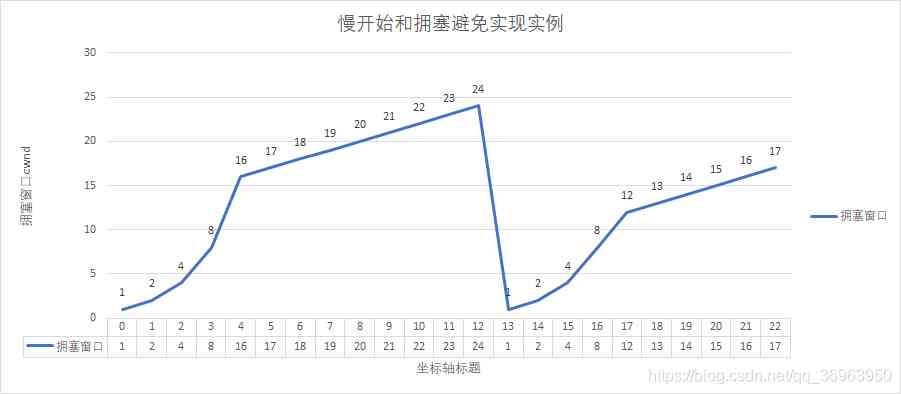 慢开始和拥塞避免实现实例
30
25
20
15
10
5
0
拥塞窗口cwnd
1 2 4 8 16 17 18 19 20 21 22 23 24 1 2 4 8 12 13 14 15 16 17
拥塞窗口
0 1 2 3 4 5 6 7 8 9 10 11 12 13 14 15 16 17 18 19 20 21 22
拥塞窗口 1 2 4 8 16 17 18 19 20 21 22 23 24 1 2 4 8 12 13 14 15 16 17
坐标轴标题
https://blog.csdn.net/qq_36963950